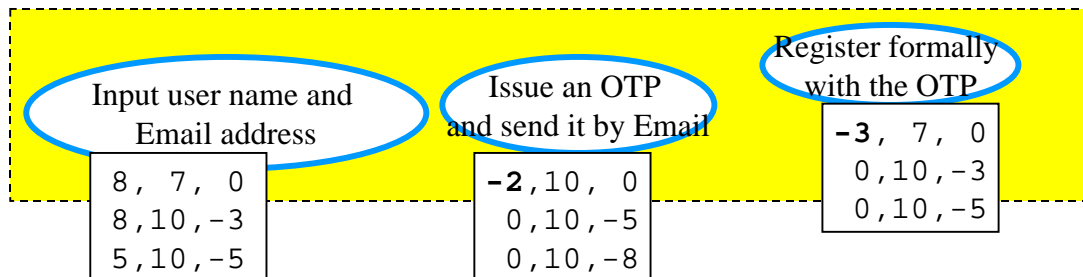 Input user name and
Email address
8, 7, 0
8,10,-3
5,10,-5
Issue an OTP
and send it by Email
-2,10, 0
0,10,-5
0,10,-8
Register formally
with the OTP
-3, 7, 0
0,10,-3
0,10,-5